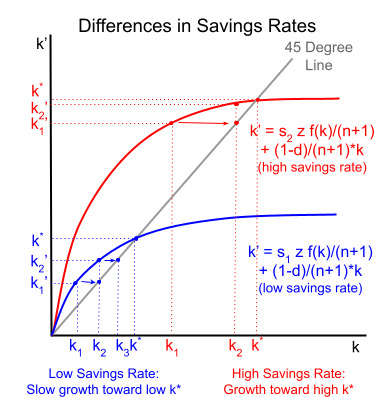 Differences in Savings Rates
k'
45 Degree
Line
k*
k₂'
k₁'
k' = s₂ z f(k)/(n+1)
+ (1-d)/(n+1)*k
(high savings rate)
k*
k₂'
k₁'
k' = s₁ z f(k)/(n+1)
+ (1-d)/(n+1)*k
(low savings rate)
k₁ k₂ k₃ k* k₁ k₂ k* k
Low Savings Rate:
Slow growth toward low k*
High Savings Rate:
Growth toward high k*